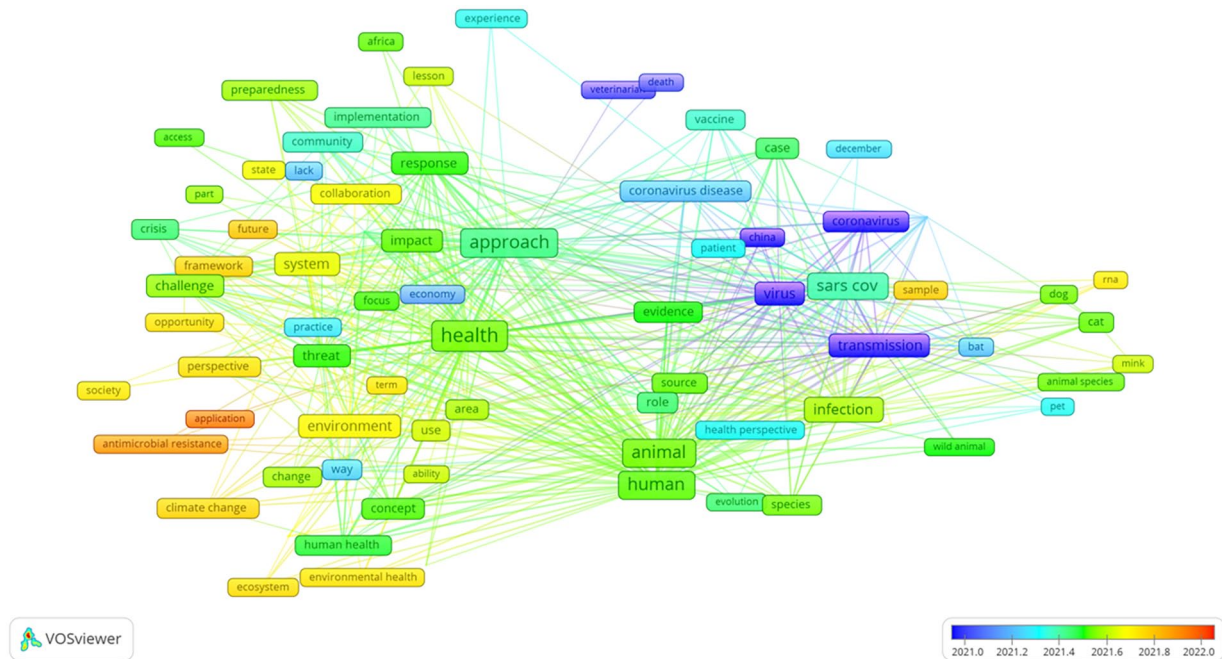 experience
africa
lesson
preparedness
death
implementation
vaccine
access
community
response
case
december
state
lack
part
collaboration
coronavirus disease
crisis
future
impact
approach
china
patient
coronavirus
framework
system
challenge
focus
economy
virus
sars cov
sample
rna
dog
opportunity
practice
health
evidence
cat
threat
transmission
bat
perspective
mink
society
term
source
animal species
application
area
role
infection
pet
antimicrobial resistance
environment
use
health perspective
change
way
ability
animal
wild animal
climate change
concept
human
evolution
species
human health
ecosystem
environmental health
VOSviewer
2021.0 2021.2 2021.4 2021.6 2021.8 2022.0